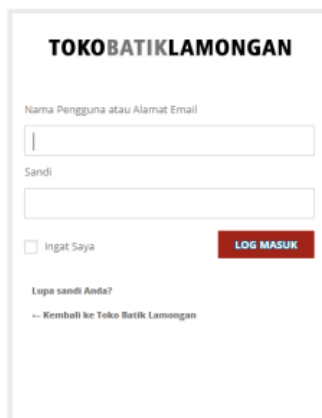 TOKOBATIKLAMONGAN
Nama Pengguna atau Alamat Email
Sandi
Ingat Saya
LOG MASUK
Lupa sandi Anda?
← Kembali ke Toko Batik Lamongan